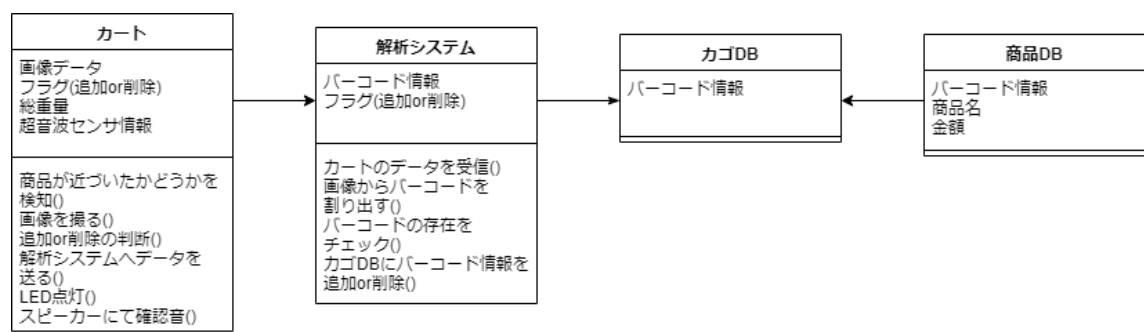 カート
画像データ
フラグ(追加or削除)
総重量
超音波センサ情報
商品が近づいたかどうかを
検知()
画像を撮る()
追加or削除の判断()
解析システムへデータを
送る()
LED点灯()
スピーカーにて確認音()
解析システム
バーコード情報
フラグ(追加or削除)
カートのデータを受信()
画像からバーコードを
割り出す()
バーコードの存在を
チェック()
カゴDBにバーコード情報を
追加or削除()
カゴDB
バーコード情報
商品DB
バーコード情報
商品名
金額